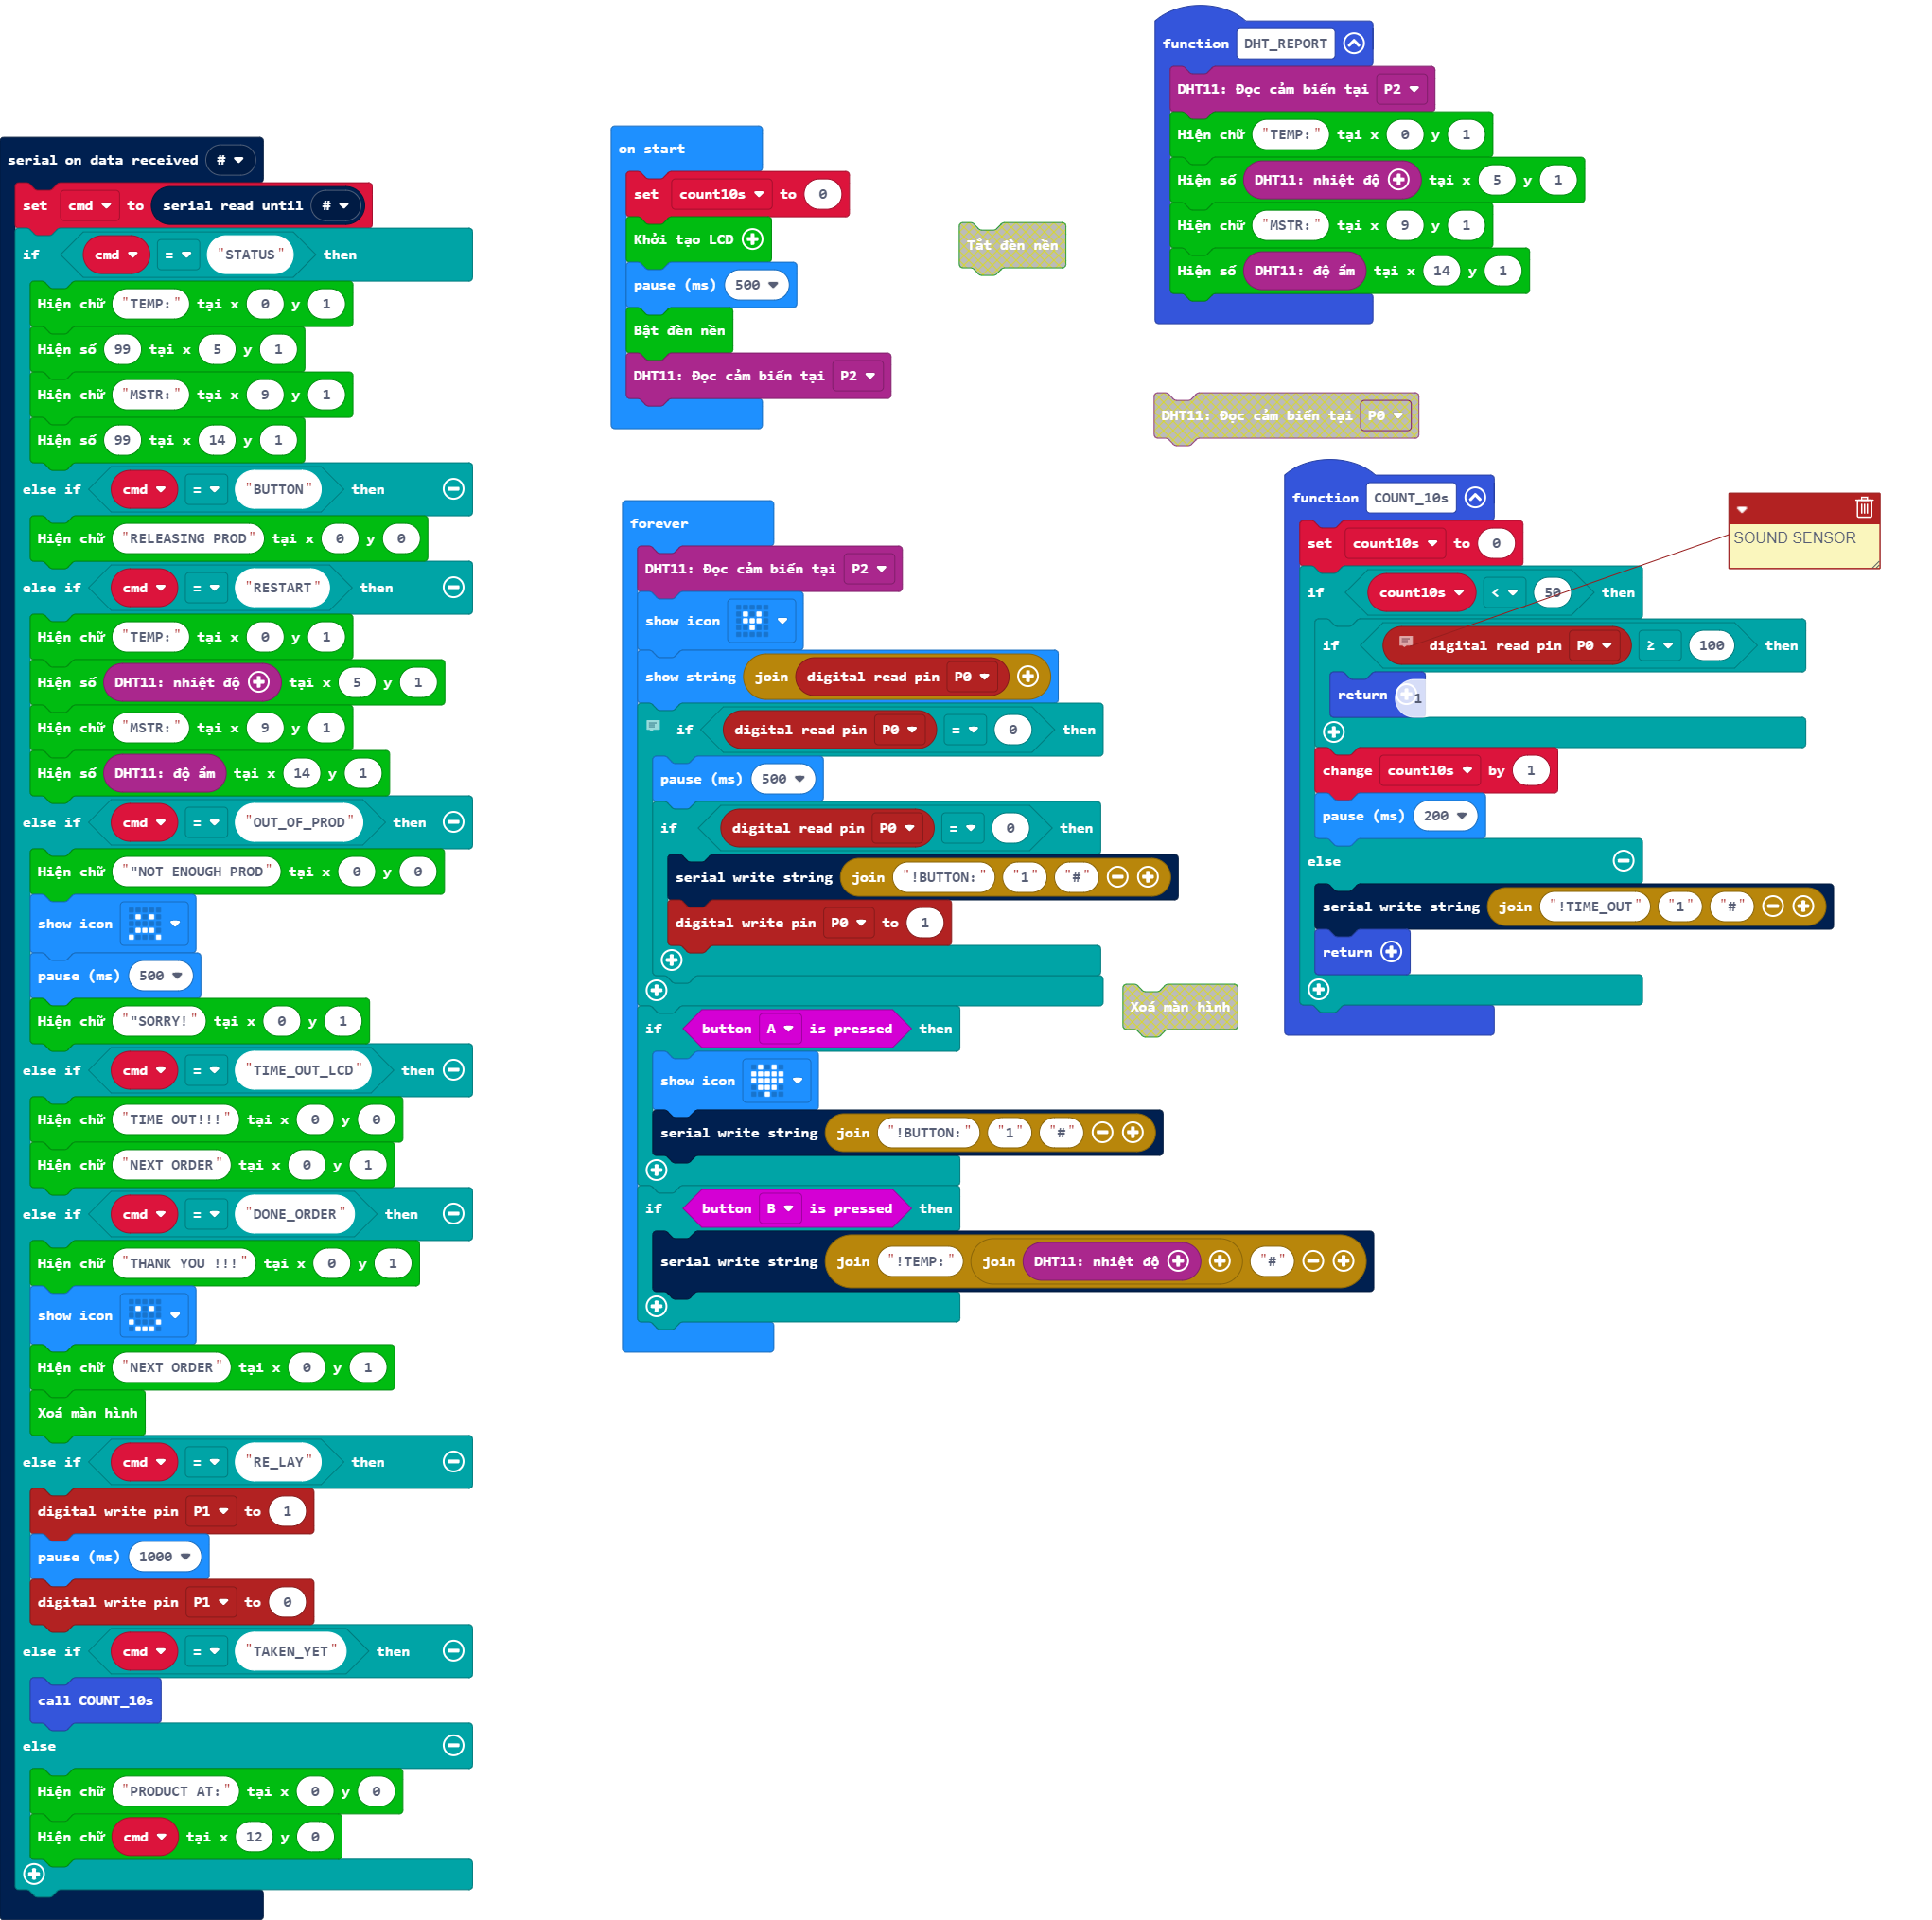 serial on data received #
set cmd to serial read until #
if cmd = "STATUS" then
Hiện chữ "TEMP:" tại x 0 y 1
Hiện số 99 tại x 5 y 1
Hiện chữ "MSTR:" tại x 9 y 1
Hiện số 99 tại x 14 y 1
else if cmd = "BUTTON" then
Hiện chữ "RELEASING PROD" tại x 0 y 0
else if cmd = "RESTART" then
Hiện chữ "TEMP:" tại x 0 y 1
Hiện số DHT11: nhiệt độ tại x 5 y 1
Hiện chữ "MSTR:" tại x 9 y 1
Hiện số DHT11: độ ẩm tại x 14 y 1
else if cmd = "OUT_OF_PROD" then
Hiện chữ ""NOT ENOUGH PROD" tại x 0 y 0
show icon
pause (ms) 500
Hiện chữ ""SORRY!" tại x 0 y 1
else if cmd = "TIME_OUT_LCD" then
Hiện chữ "TIME OUT!!!" tại x 0 y 0
Hiện chữ "NEXT ORDER" tại x 0 y 1
else if cmd = "DONE_ORDER" then
Hiện chữ "THANK YOU !!!" tại x 0 y 1
show icon
Hiện chữ "NEXT ORDER" tại x 0 y 1
Xoá màn hình
else if cmd = "RE_LAY" then
digital write pin P1 to 1
pause (ms) 1000
digital write pin P1 to 0
else if cmd = "TAKEN_YET" then
call COUNT_10s
else
Hiện chữ "PRODUCT AT:" tại x 0 y 0
Hiện chữ cmd tại x 12 y 0
on start
set count10s to 0
Khởi tạo LCD
pause (ms) 500
Bật đèn nền
DHT11: Đọc cảm biến tại P2
Tắt đèn nền
forever
DHT11: Đọc cảm biến tại P2
show icon
show string join digital read pin P0
if digital read pin P0 = 0 then
pause (ms) 500
if digital read pin P0 = 0 then
serial write string join "!BUTTON:" "1" "#"
digital write pin P0 to 1
if button A is pressed then
show icon
serial write string join "!BUTTON:" "1" "#"
if button B is pressed then
serial write string join "!TEMP:" join DHT11: nhiệt độ "#"
Xoá màn hình
function DHT_REPORT
DHT11: Đọc cảm biến tại P2
Hiện chữ "TEMP:" tại x 0 y 1
Hiện số DHT11: nhiệt độ tại x 5 y 1
Hiện chữ "MSTR:" tại x 9 y 1
Hiện số DHT11: độ ẩm tại x 14 y 1
DHT11: Đọc cảm biến tại P0
function COUNT_10s
set count10s to 0
if count10s < 50 then
if digital read pin P0 ≥ 100 then
return 1
change count10s by 1
pause (ms) 200
else
serial write string join "!TIME_OUT" "1" "#"
return
SOUND SENSOR